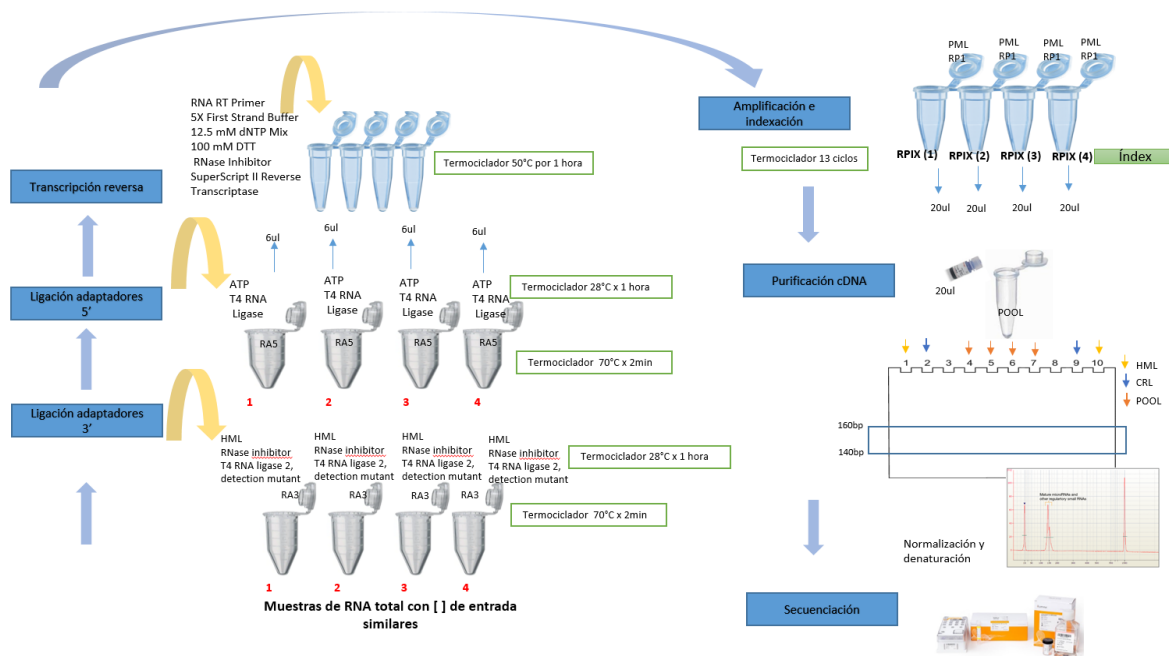 RNA RT Primer
5X First Strand Buffer
12.5 mM dNTP Mix
100 mM DTT
RNase Inhibitor
SuperScript II Reverse
Transcriptase
Termociclador 50°C por 1 hora
Transcripción reversa
6ul
6ul
6ul
6ul
ATP
T4 RNA
Ligase
ATP
T4 RNA
Ligase
ATP
T4 RNA
Ligase
ATP
T4 RNA
Ligase
Termociclador 28°C x 1 hora
Ligación adaptadores
5’
RA5
RA5
RA5
RA5
Termociclador 70°C x 2min
1
2
3
4
Ligación adaptadores
3’
HML
RNase inhibitor
T4 RNA ligase 2,
detection mutant
HML
RNase inhibitor
T4 RNA ligase 2,
detection mutant
HML
RNase inhibitor
T4 RNA ligase 2,
detection mutant
HML
RNase inhibitor
T4 RNA ligase 2,
detection mutant
Termociclador 28°C x 1 hora
RA3
RA3
RA3
RA3
Termociclador 70°C x 2min
1
2
3
4
Muestras de RNA total con [ ] de entrada
similares
PML
RP1
PML
RP1
PML
RP1
PML
RP1
Amplificación e
indexación
Termociclador 13 ciclos
RPIX (1)
RPIX (2)
RPIX (3)
RPIX (4)
Índex
20ul
20ul
20ul
20ul
Purificación cDNA
20ul
POOL
1
2
3
4
5
6
7
8
9
10
HML
CRL
POOL
160bp
140bp
Mature microRNAs and
other regulatory small RNAs
Normalización y
denaturación
Secuenciación